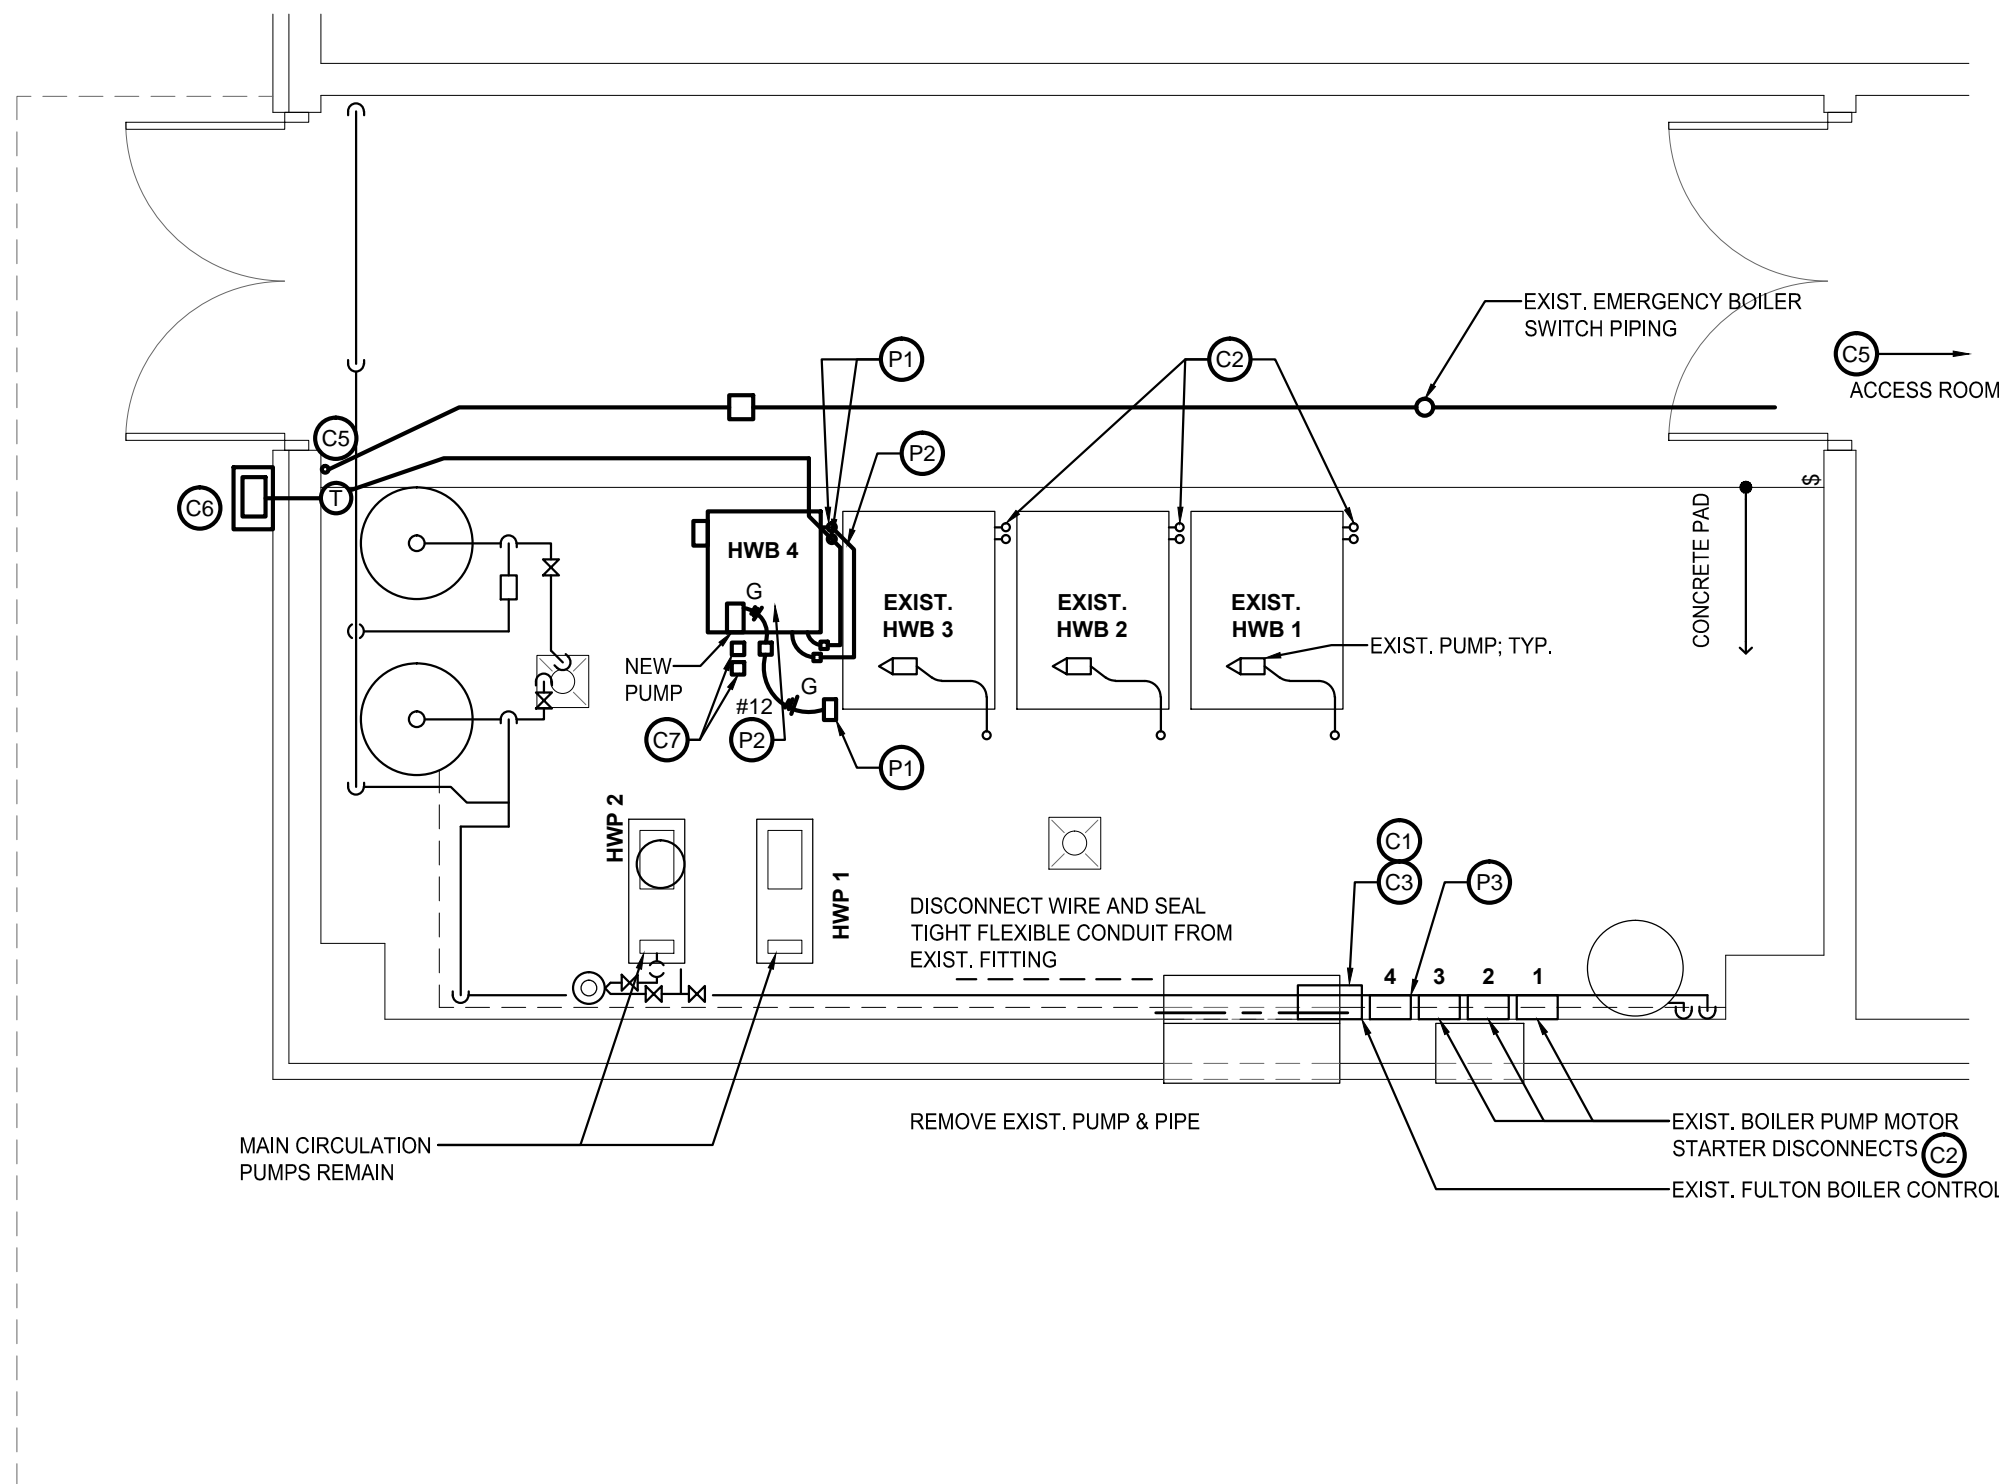 EXIST. EMERGENCY BOILER
SWITCH PIPING
P1
C2
C5
ACCESS ROOM
C5
P2
C6
T
$
CONCRETE PAD
HWB 4
G
EXIST.
HWB 3
EXIST.
HWB 2
EXIST.
HWB 1
EXIST. PUMP; TYP.
NEW
PUMP
G
#12
C7
P2
P1
HWP 2
HWP 1
C1
C3
P3
DISCONNECT WIRE AND SEAL
TIGHT FLEXIBLE CONDUIT FROM
EXIST. FITTING
4 3 2 1
MAIN CIRCULATION
PUMPS REMAIN
REMOVE EXIST. PUMP & PIPE
EXIST. BOILER PUMP MOTOR
STARTER DISCONNECTS
C2
EXIST. FULTON BOILER CONTROL